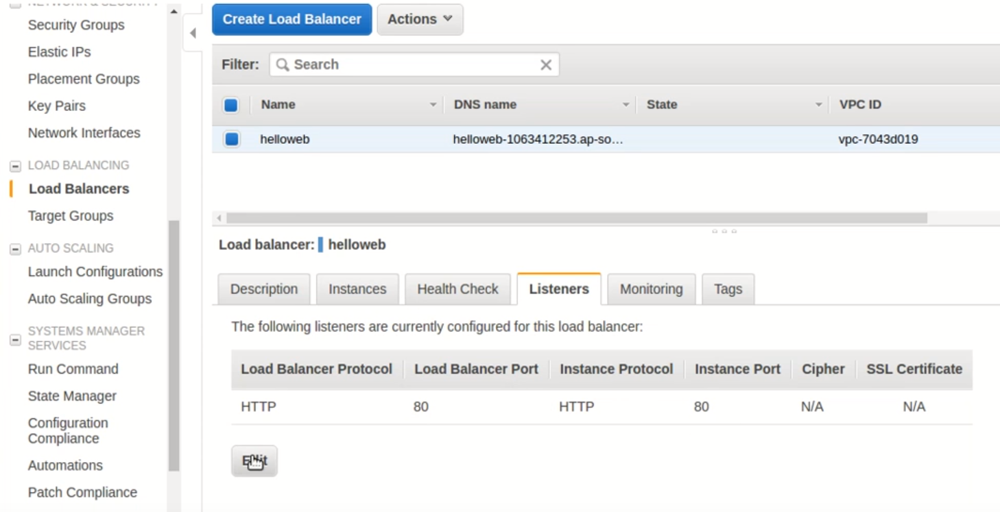 NETWORK & SECURITY
Security Groups
Elastic IPs
Placement Groups
Key Pairs
Network Interfaces
LOAD BALANCING
Load Balancers
Target Groups
AUTO SCALING
Launch Configurations
Auto Scaling Groups
SYSTEMS MANAGER
SERVICES
Run Command
State Manager
Configuration
Compliance
Automations
Patch Compliance
Create Load Balancer Actions
Filter: Search
Name DNS name State VPC ID
helloweb helloweb-1063412253.ap-so… vpc-7043d019
Load balancer: helloweb
Description Instances Health Check Listeners Monitoring Tags
The following listeners are currently configured for this load balancer:
Load Balancer Protocol Load Balancer Port Instance Protocol Instance Port Cipher SSL Certificate
HTTP 80 HTTP 80 N/A N/A
Edit